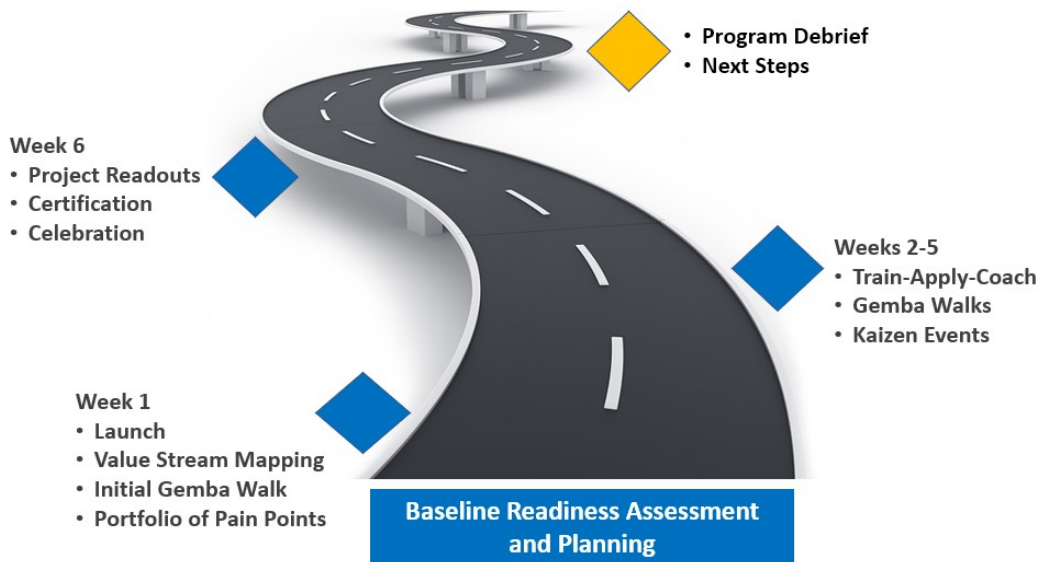 • Program Debrief
• Next Steps
Week 6
• Project Readouts
• Certification
• Celebration
Weeks 2-5
• Train-Apply-Coach
• Gemba Walks
• Kaizen Events
Week 1
• Launch
• Value Stream Mapping
• Initial Gemba Walk
• Portfolio of Pain Points
Baseline Readiness Assessment
and Planning